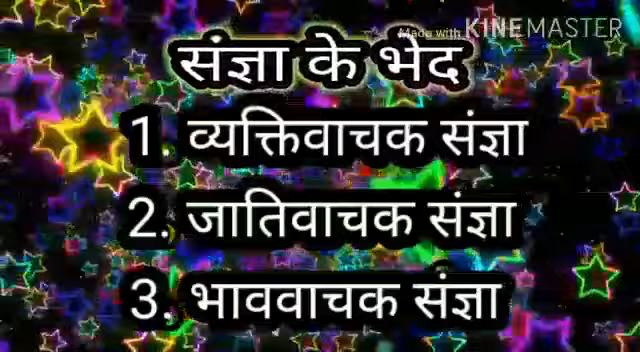 Made with KINEMASTER
संज्ञा के भेद
1. व्यक्तिवाचक संज्ञा
2. जातिवाचक संज्ञा
3. भाववाचक संज्ञा